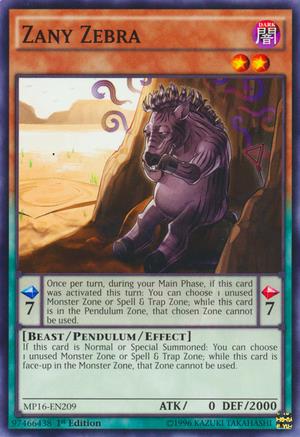 ZANY ZEBRA
DARK
闇
Once per turn, during your Main Phase, if this card
was activated this turn: You can choose 1 unused
Monster Zone or Spell & Trap Zone; while this card
is in the Pendulum Zone, that chosen Zone cannot
be used.
7
7
[BEAST/PENDULUM/EFFECT]
If this card is Normal or Special Summoned: You can choose
1 unused Monster Zone or Spell & Trap Zone; while this card is
face-up in the Monster Zone, that Zone cannot be used.
MP16-EN209
ATK/ 0 DEF/2000
97466438 1st Edition
©1996 KAZUKI TAKAHASHI